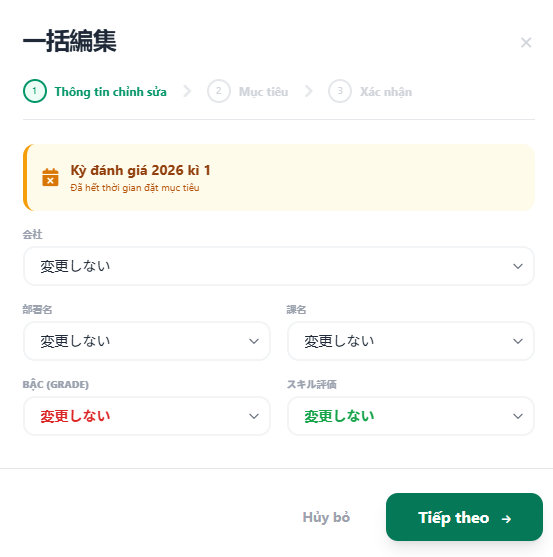 一括編集
×
1 Thông tin chỉnh sửa 2 Mục tiêu 3 Xác nhận
Kỳ đánh giá 2026 kì 1
Đã hết thời gian đặt mục tiêu
会社
変更しない
部署名 課名
変更しない 変更しない
BẬC (GRADE) スキル評価
変更しない 変更しない
Hủy bỏ Tiếp theo →